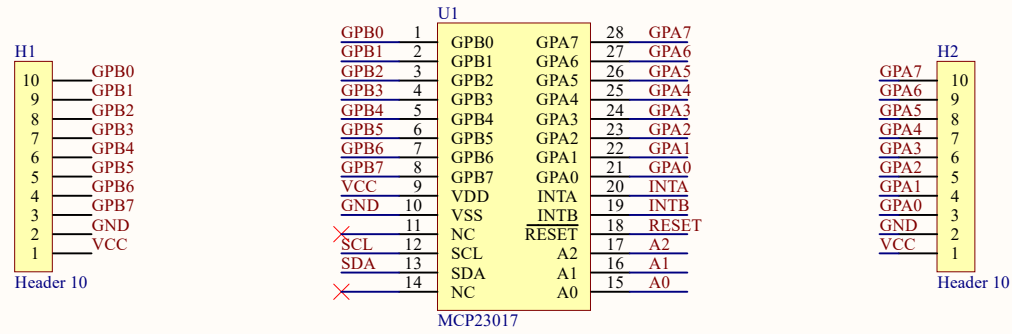 H1
10 GPB0
9 GPB1
8 GPB2
7 GPB3
6 GPB4
5 GPB5
4 GPB6
3 GPB7
2 GND
1 VCC
Header 10
U1
GPB0 1 GPB0 GPA7 28 GPA7
GPB1 2 GPB1 GPA6 27 GPA6
GPB2 3 GPB2 GPA5 26 GPA5
GPB3 4 GPB3 GPA4 25 GPA4
GPB4 5 GPB4 GPA3 24 GPA3
GPB5 6 GPB5 GPA2 23 GPA2
GPB6 7 GPB6 GPA1 22 GPA1
GPB7 8 GPB7 GPA0 21 GPA0
VCC 9 VDD INTA 20 INTA
GND 10 VSS INTB 19 INTB
11 NC RESET 18 RESET
SCL 12 SCL A2 17 A2
SDA 13 SDA A1 16 A1
14 NC A0 15 A0
MCP23017
H2
GPA7 10
GPA6 9
GPA5 8
GPA4 7
GPA3 6
GPA2 5
GPA1 4
GPA0 3
GND 2
VCC 1
Header 10